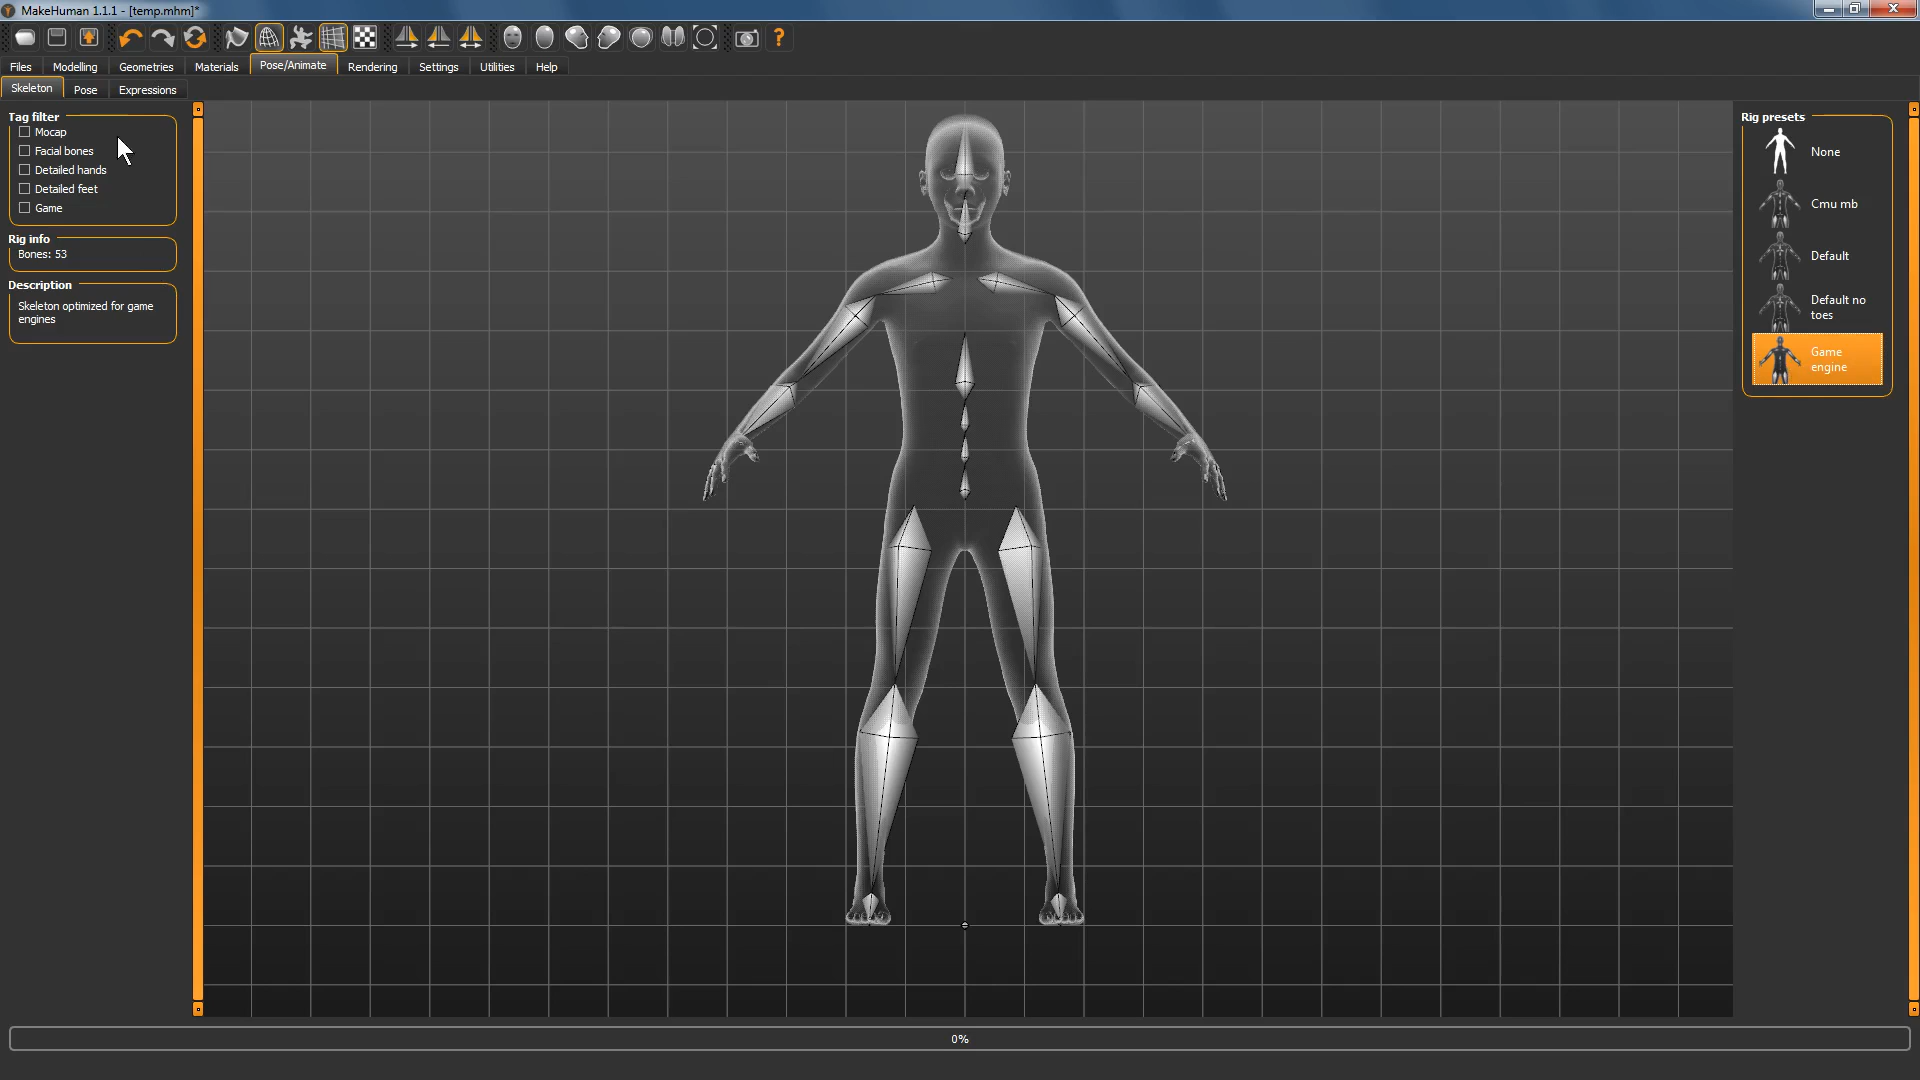 MakeHuman 1.1.1 - [temp.mhm]*
?
Files
Modelling
Geometries
Materials
Pose/Animate
Rendering
Settings
Utilities
Help
Skeleton
Pose
Expressions
Tag filter
Mocap
Facial bones
Detailed hands
Detailed feet
Game
Rig info
Bones: 53
Description
Skeleton optimized for game
engines
Rig presets
None
Cmu mb
Default
Default no
toes
Game
engine
0%